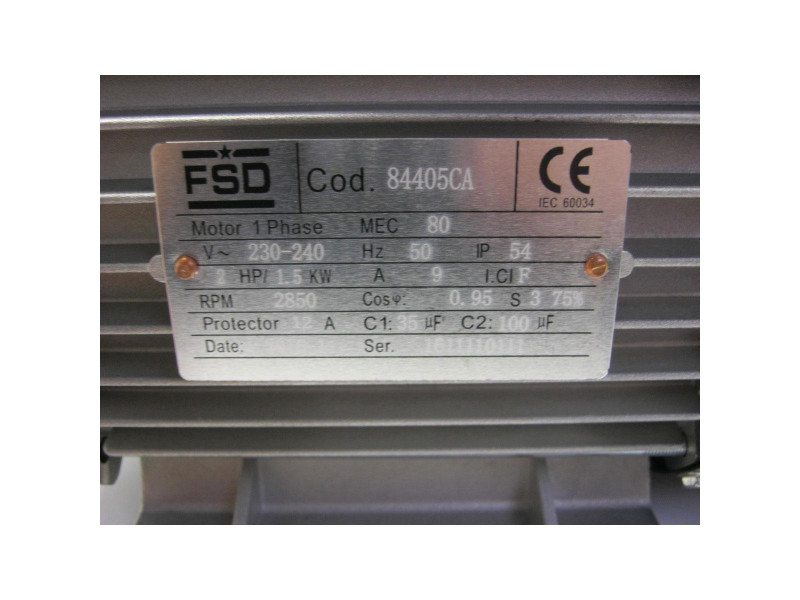 FSD
Cod. 84405CA
CE
IEC 60034
Motor 1 Phase MEC 80
V~ 230-240 Hz 50 IP 54
2 HP/ 1.5 KW A 9 I.Cl F
RPM 2850 Cosφ: 0.95 S 3 75%
Protector 12 A C1: 35 µF C2: 100 µF
Date: Ser.